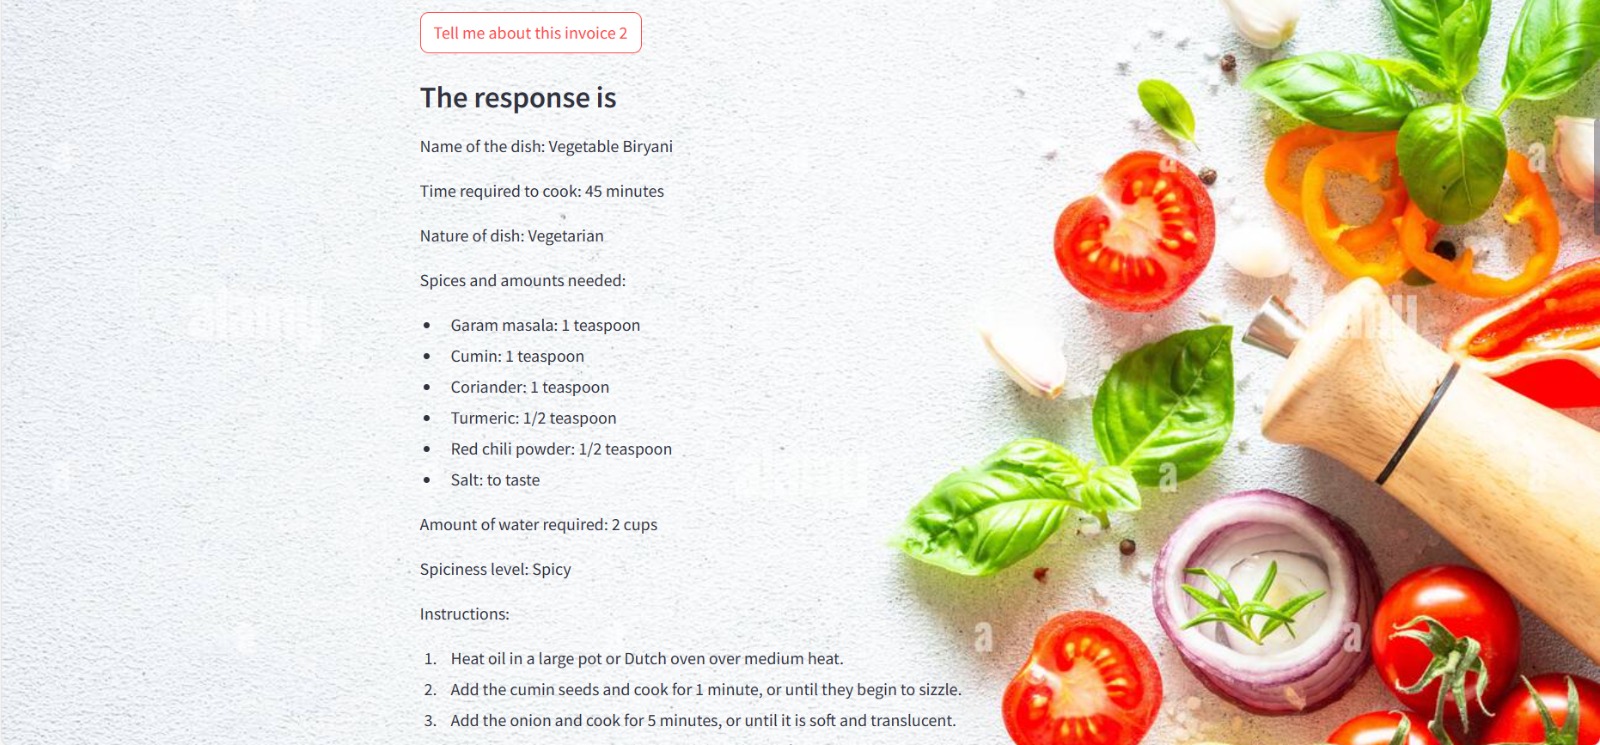 Tell me about this invoice 2
The response is
Name of the dish: Vegetable Biryani
Time required to cook: 45 minutes
Nature of dish: Vegetarian
Spices and amounts needed:
• Garam masala: 1 teaspoon
• Cumin: 1 teaspoon
• Coriander: 1 teaspoon
• Turmeric: 1/2 teaspoon
• Red chili powder: 1/2 teaspoon
• Salt: to taste
Amount of water required: 2 cups
Spiciness level: Spicy
Instructions:
1. Heat oil in a large pot or Dutch oven over medium heat.
2. Add the cumin seeds and cook for 1 minute, or until they begin to sizzle.
3. Add the onion and cook for 5 minutes, or until it is soft and translucent.
a
a
alamy
alamy
a
alamy
a
a
a